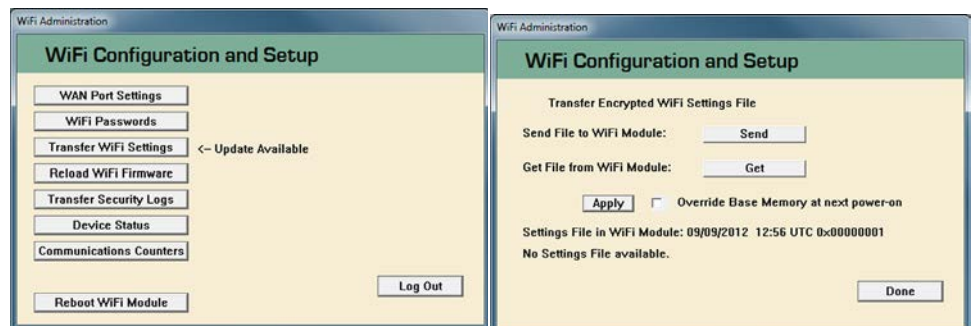 WiFi Administration
WiFi Configuration and Setup
WAN Port Settings
WiFi Passwords
Transfer WiFi Settings <-- Update Available
Reload WiFi Firmware
Transfer Security Logs
Device Status
Communications Counters
Log Out
Reboot WiFi Module
WiFi Administration
WiFi Configuration and Setup
Transfer Encrypted WiFi Settings File
Send File to WiFi Module: Send
Get File from WiFi Module: Get
Apply Override Base Memory at next power-on
Settings File in WiFi Module: 09/09/2012 12:56 UTC 0x00000001
No Settings File available.
Done